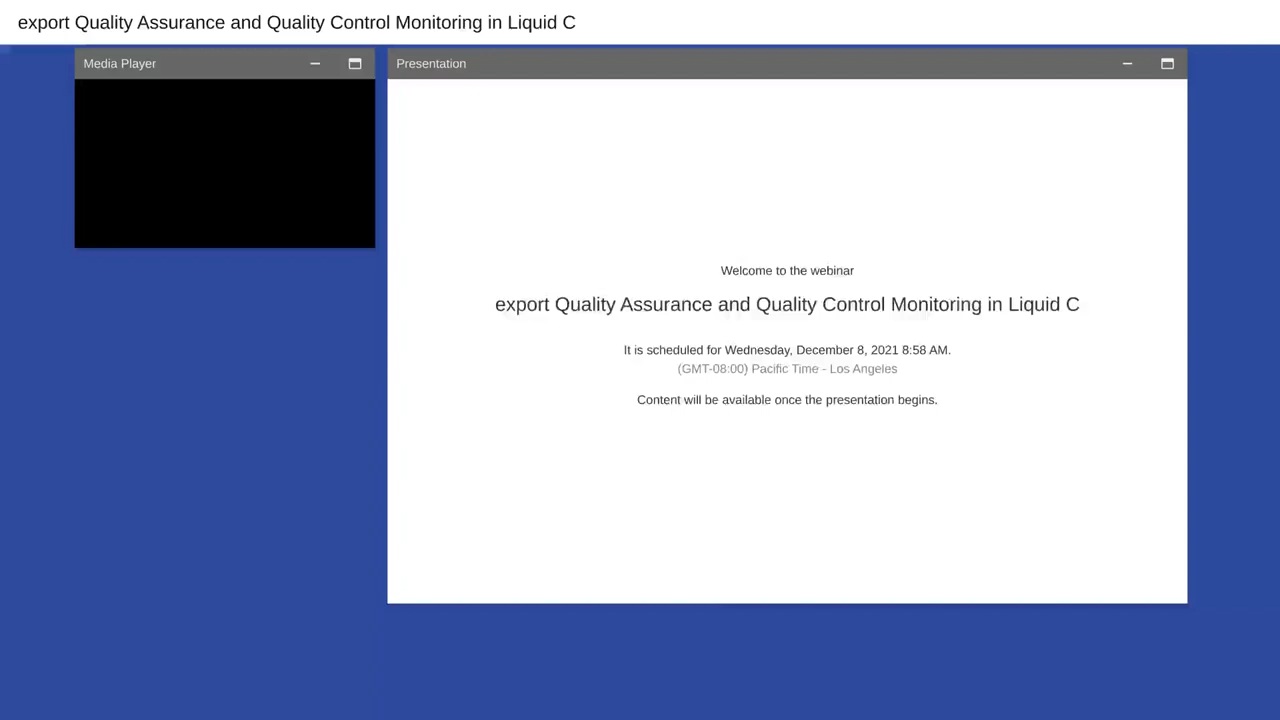 export Quality Assurance and Quality Control Monitoring in Liquid C
Media Player
Presentation
Welcome to the webinar
export Quality Assurance and Quality Control Monitoring in Liquid C
It is scheduled for Wednesday, December 8, 2021 8:58 AM.
(GMT-08:00) Pacific Time - Los Angeles
Content will be available once the presentation begins.